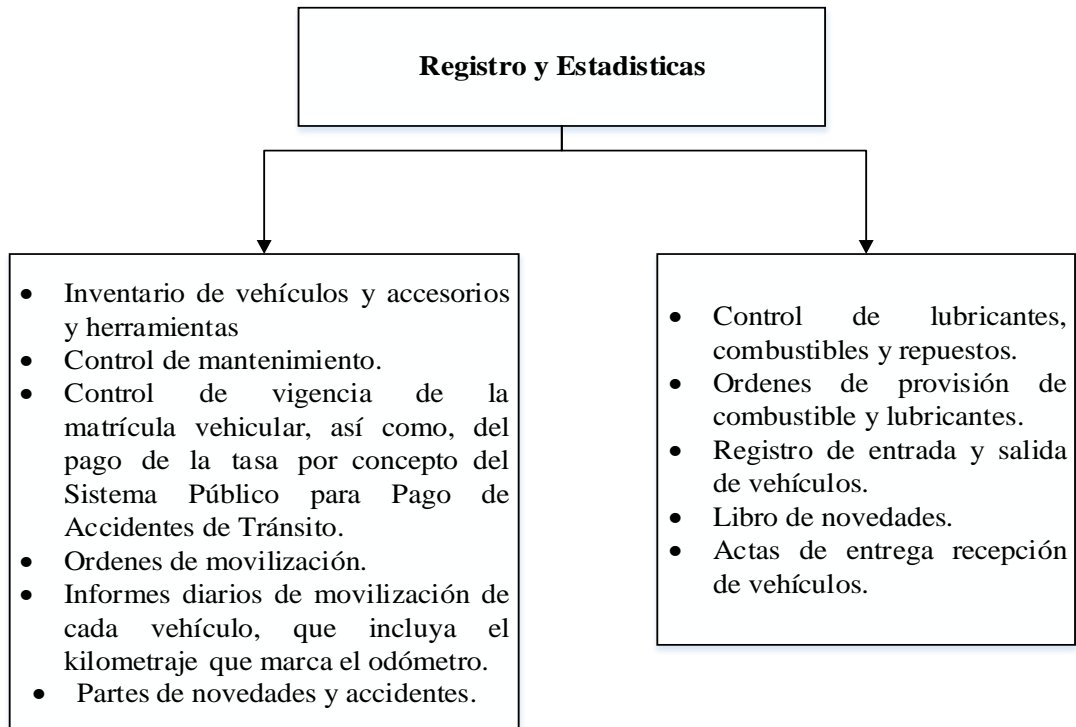 Registro y Estadisticas
• Inventario de vehículos y accesorios
y herramientas
• Control de mantenimiento.
• Control de vigencia de la
matrícula vehicular, así como, del
pago de la tasa por concepto del
Sistema Público para Pago de
Accidentes de Tránsito.
• Ordenes de movilización.
• Informes diarios de movilización de
cada vehículo, que incluya el
kilometraje que marca el odómetro.
• Partes de novedades y accidentes.
• Control de lubricantes,
combustibles y repuestos.
• Ordenes de provisión de
combustible y lubricantes.
• Registro de entrada y salida
de vehículos.
• Libro de novedades.
• Actas de entrega recepción
de vehículos.